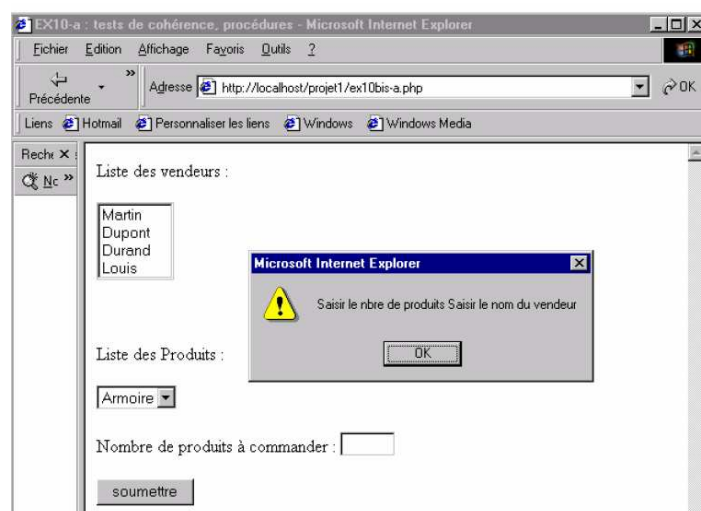 EX10-a : tests de cohérence, procédures - Microsoft Internet Explorer
Fichier Edition Affichage Favoris Outils ?
Précédente » Adresse http://localhost/projet1/ex10bis-a.php OK
Liens Hotmail Personnaliser les liens Windows Windows Media
Reche
Nc »
Liste des vendeurs :
Martin
Dupont
Durand
Louis
Microsoft Internet Explorer
Saisir le nbre de produits Saisir le nom du vendeur
OK
Liste des Produits :
Armoire
Nombre de produits à commander :
soumettre